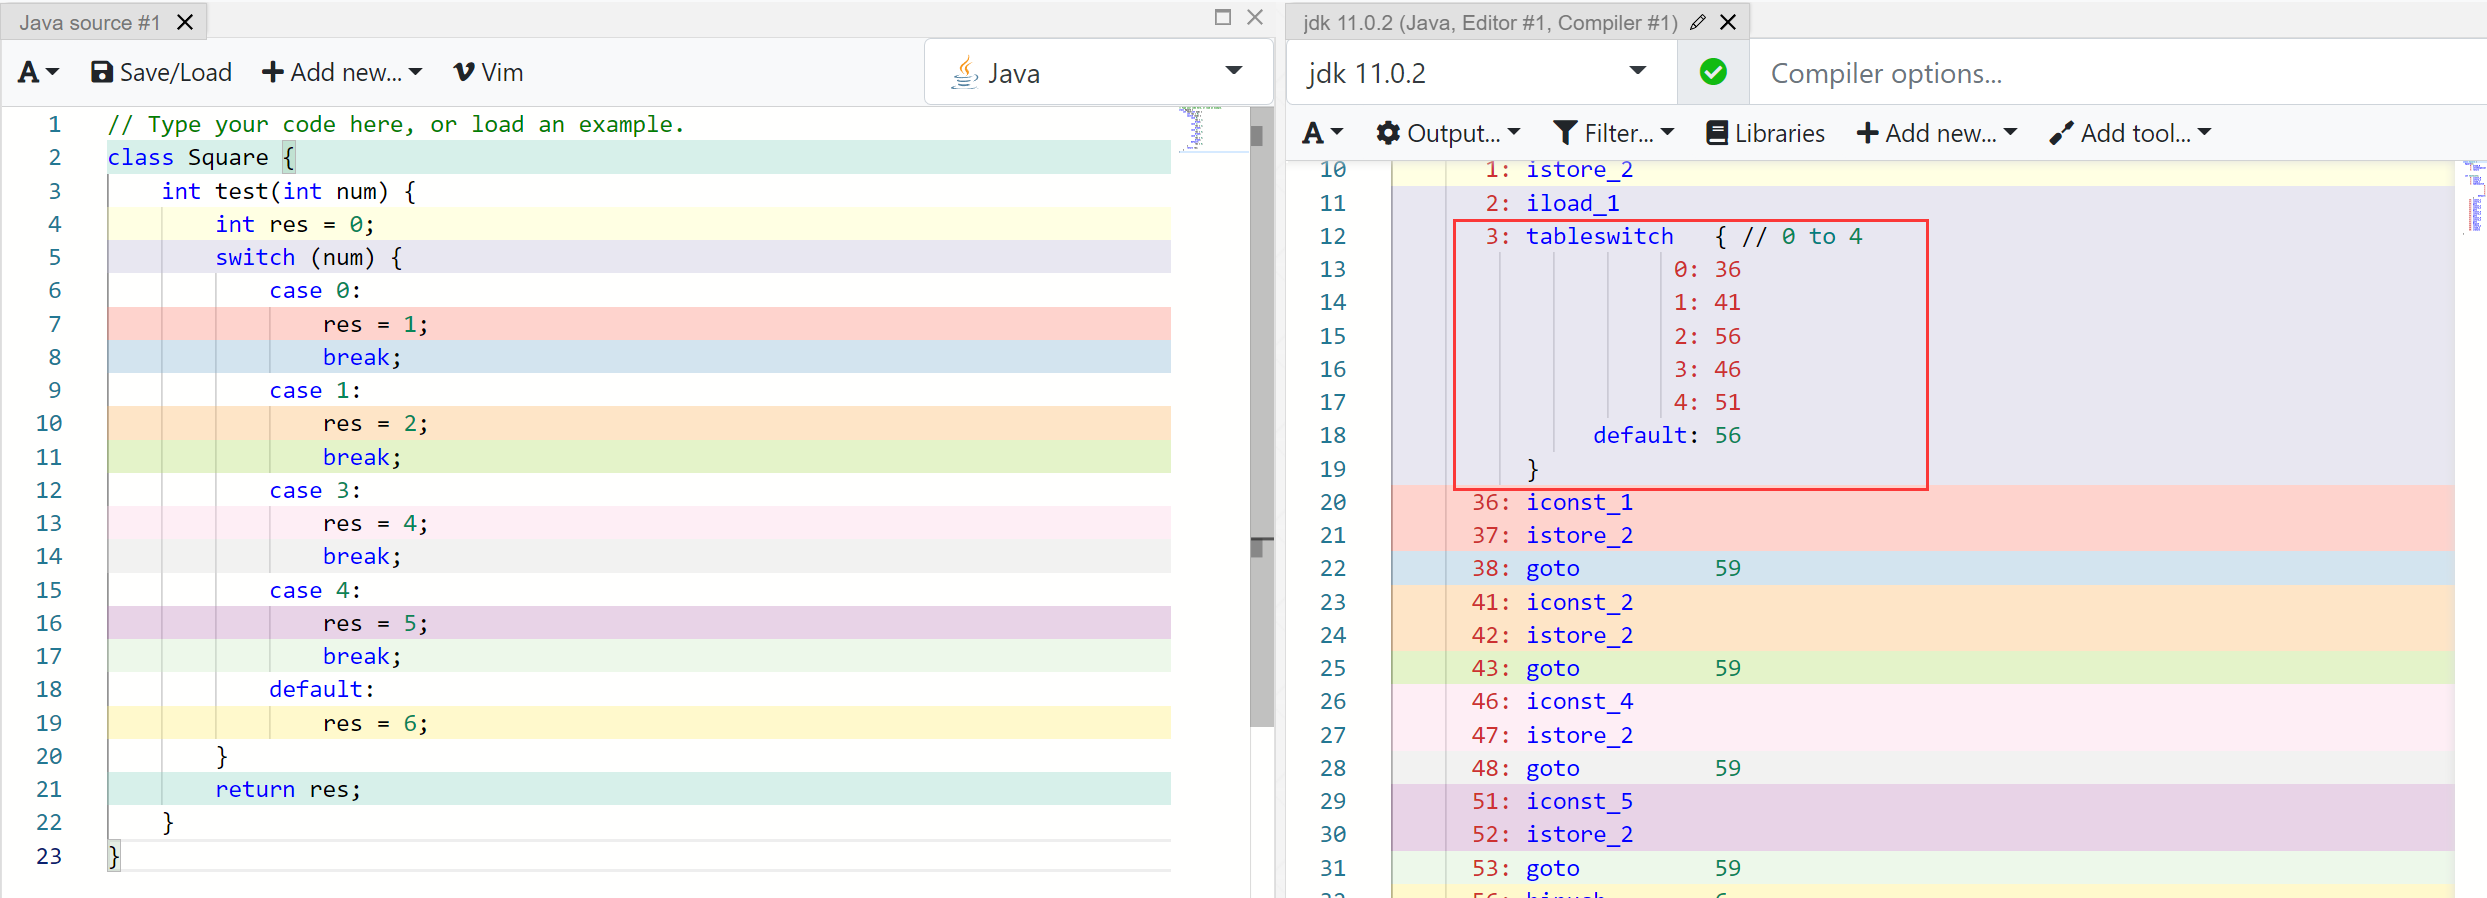 Java source #1
Save/Load Add new... Vim
Java
1 // Type your code here, or load an example.
2 class Square {
3 int test(int num) {
4 int res = 0;
5 switch (num) {
6 case 0:
7 res = 1;
8 break;
9 case 1:
10 res = 2;
11 break;
12 case 3:
13 res = 4;
14 break;
15 case 4:
16 res = 5;
17 break;
18 default:
19 res = 6;
20 }
21 return res;
22 }
23 }
jdk 11.0.2 (Java, Editor #1, Compiler #1)
jdk 11.0.2
Compiler options...
A Output... Filter... Libraries Add new... Add tool...
10 1: istore_2
11 2: iload_1
12 3: tableswitch { // 0 to 4
13 0: 36
14 1: 41
15 2: 56
16 3: 46
17 4: 51
18 default: 56
19 }
20 36: iconst_1
21 37: istore_2
22 38: goto 59
23 41: iconst_2
24 42: istore_2
25 43: goto 59
26 46: iconst_4
27 47: istore_2
28 48: goto 59
29 51: iconst_5
30 52: istore_2
31 53: goto 59